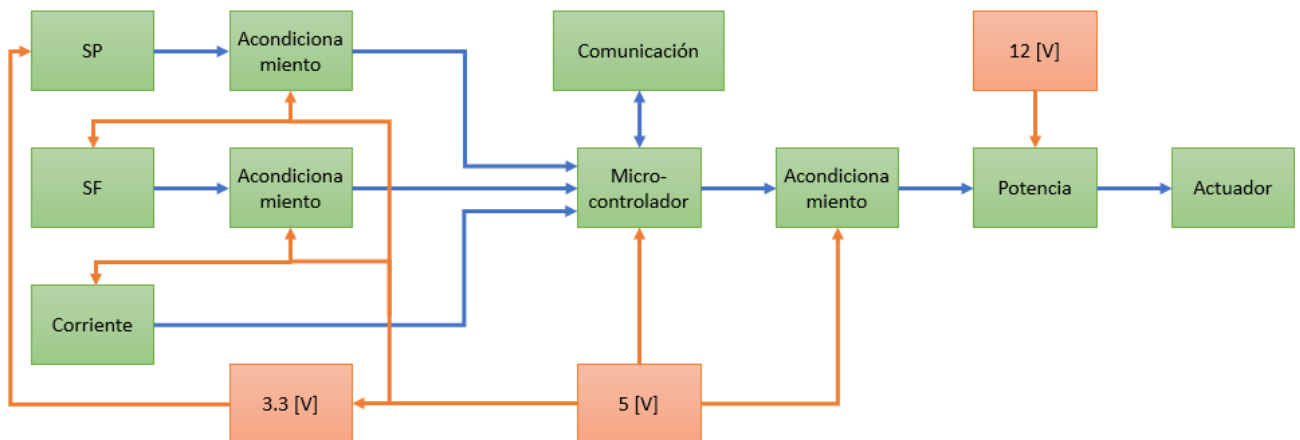 SP
Acondiciona
miento
Comunicación
12 [V]
SF
Acondiciona
miento
Micro-
controlador
Acondiciona
miento
Potencia
Actuador
Corriente
3.3 [V]
5 [V]